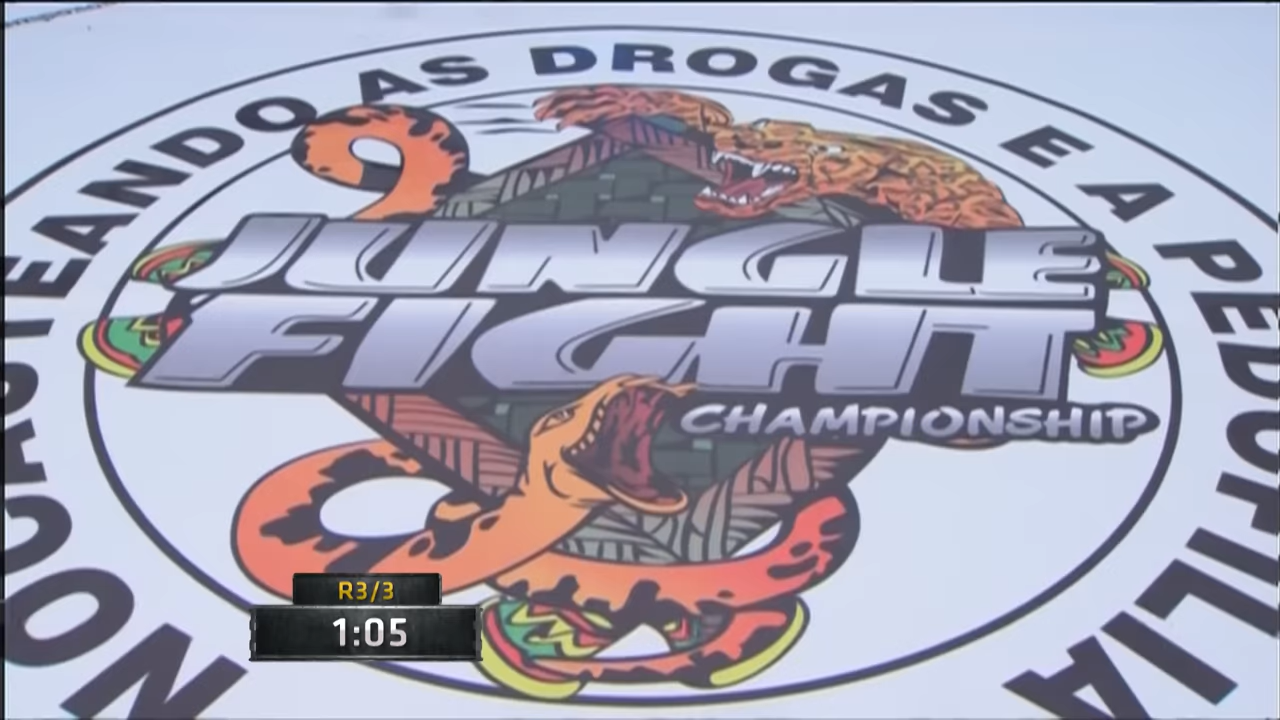 NOCAUTEANDO AS DROGAS E A PEDOFILIA
JUNGLE
FIGHT
CHAMPIONSHIP
R3/3
1:05